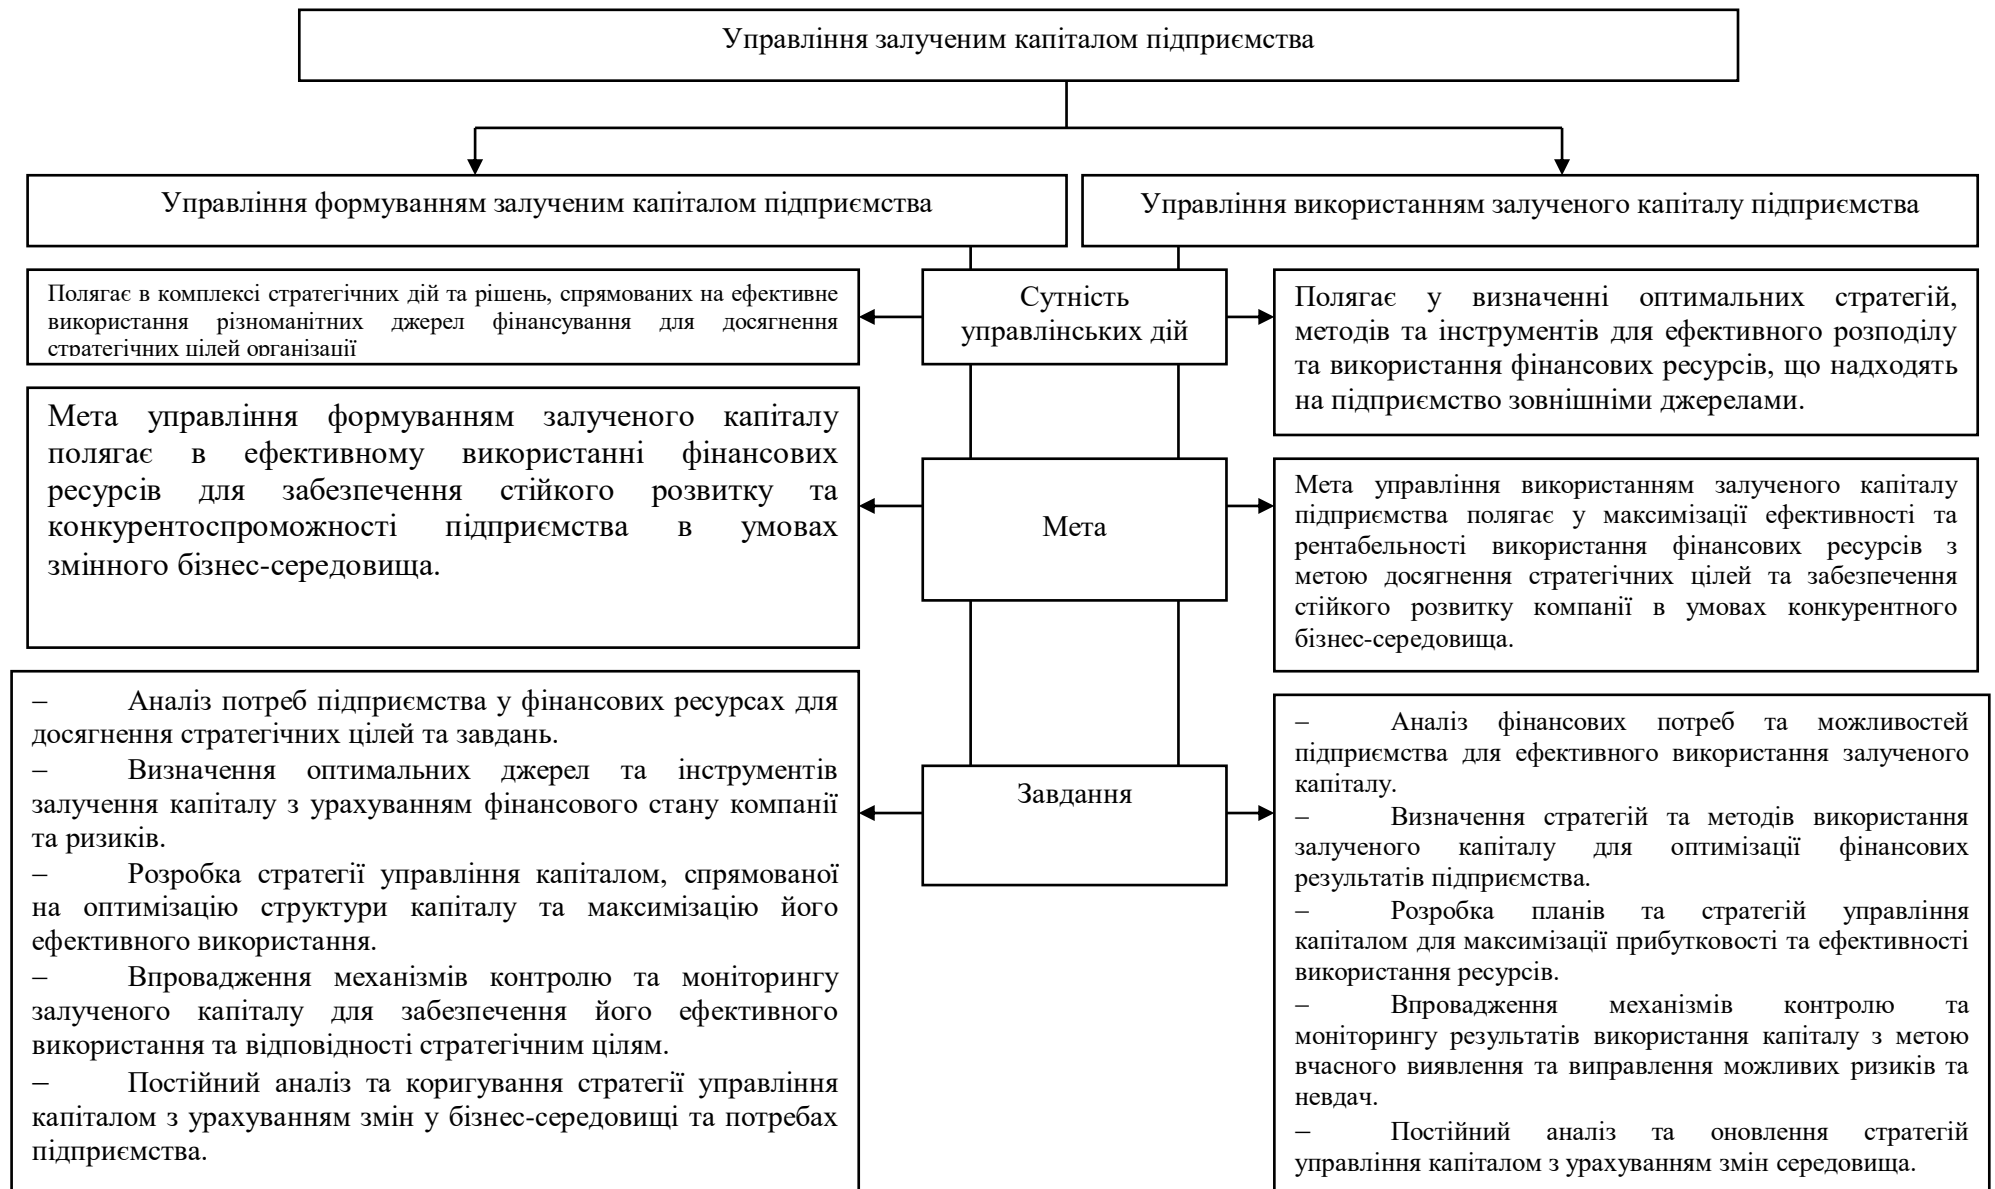 Управління залученим капіталом підприємства
Управління формуванням залученим капіталом підприємства
Управління використанням залученого капіталу підприємства
Полягає в комплексі стратегічних дій та рішень, спрямованих на ефективне
використання різноманітних джерел фінансування для досягнення
стратегічних цілей організації
Сутність
управлінських дій
Полягає у визначенні оптимальних стратегій,
методів та інструментів для ефективного розподілу
та використання фінансових ресурсів, що надходять
на підприємство зовнішніми джерелами.
Мета управління формуванням залученого капіталу
полягає в ефективному використанні фінансових
ресурсів для забезпечення стійкого розвитку та
конкурентоспроможності підприємства в умовах
змінного бізнес-середовища.
Мета
Мета управління використанням залученого капіталу
підприємства полягає у максимізації ефективності та
рентабельності використання фінансових ресурсів з
метою досягнення стратегічних цілей та забезпечення
стійкого розвитку компанії в умовах конкурентного
бізнес-середовища.
– Аналіз потреб підприємства у фінансових ресурсах для
досягнення стратегічних цілей та завдань.
– Визначення оптимальних джерел та інструментів
залучення капіталу з урахуванням фінансового стану компанії
та ризиків.
– Розробка стратегії управління капіталом, спрямованої
на оптимізацію структури капіталу та максимізацію його
ефективного використання.
– Впровадження механізмів контролю та моніторингу
залученого капіталу для забезпечення його ефективного
використання та відповідності стратегічним цілям.
– Постійний аналіз та коригування стратегії управління
капіталом з урахуванням змін у бізнес-середовищі та потребах
підприємства.
Завдання
– Аналіз фінансових потреб та можливостей
підприємства для ефективного використання залученого
капіталу.
– Визначення стратегій та методів використання
залученого капіталу для оптимізації фінансових
результатів підприємства.
– Розробка планів та стратегій управління
капіталом для максимізації прибутковості та ефективності
використання ресурсів.
– Впровадження механізмів контролю та
моніторингу результатів використання капіталу з метою
вчасного виявлення та виправлення можливих ризиків та
невдач.
– Постійний аналіз та оновлення стратегій
управління капіталом з урахуванням змін середовища.